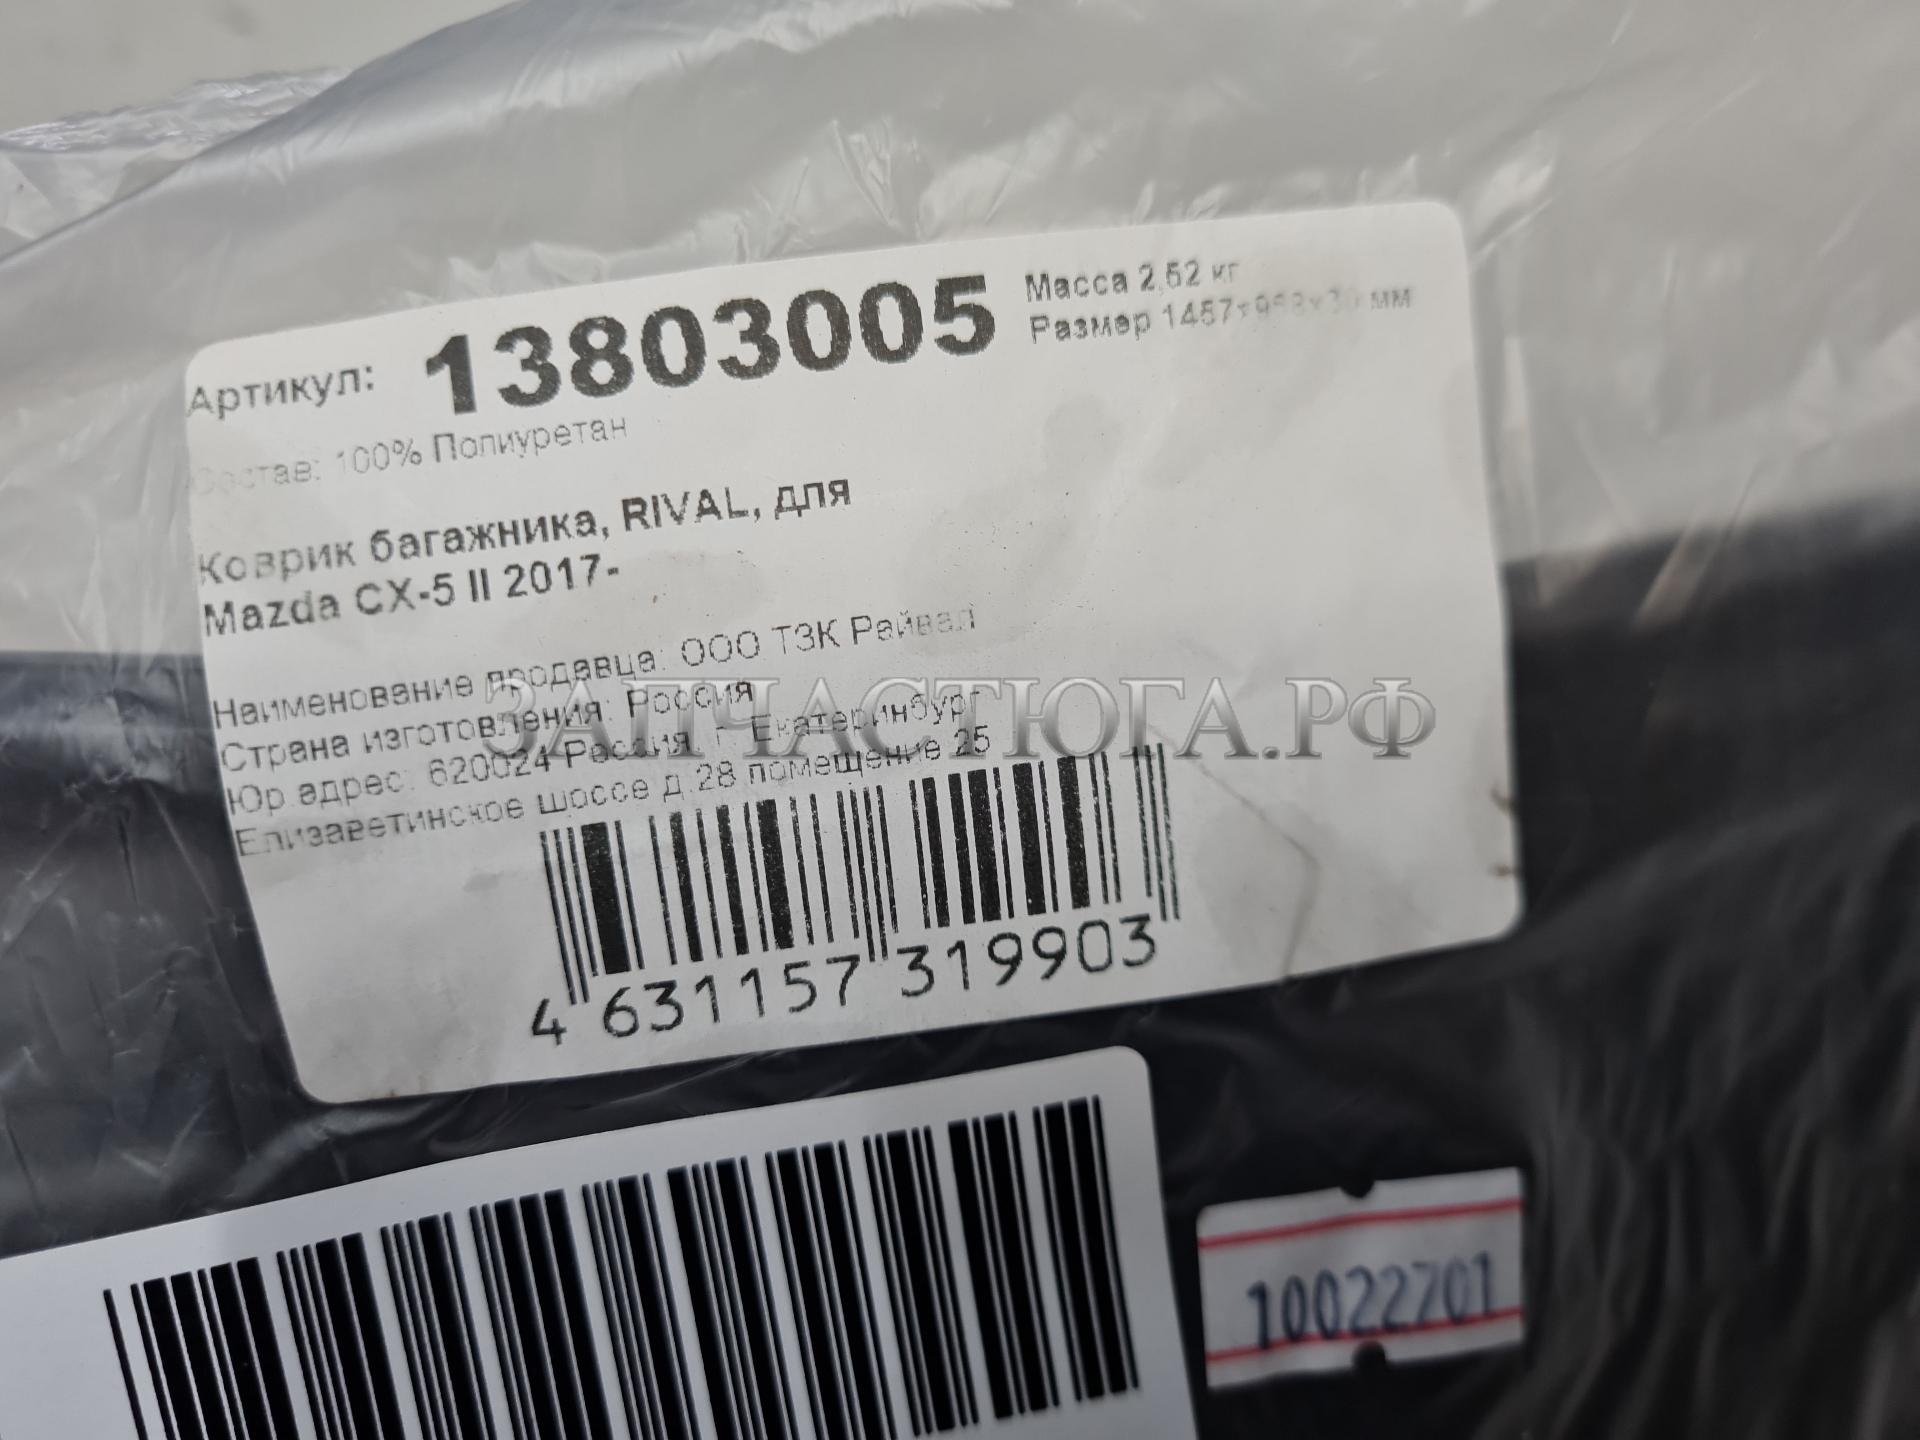 Артикул: 13803005
Масса 2,52 кг
Размер мм
Состав: 100% Полиуретан
Коврик багажника, RIVAL, для
Mazda CX-5 II 2017-
Наименование продавца: ООО ТЗК Райвал
Страна изготовления: Россия
Юр адрес: 620024 Россия, г. Екатеринбург
Елизаветинское шоссе д.28 помещение 25
ЗАПЧАСТЮГА.РФ
4 631157 319903
10022701